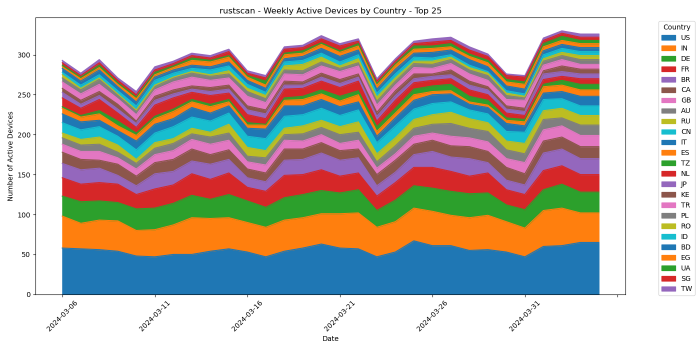 rustscan - Weekly Active Devices by Country - Top 25
Number of Active Devices
300
250
200
150
100
50
0
2024-03-06
2024-03-11
2024-03-16
2024-03-21
2024-03-26
2024-03-31
Date
Country
US
IN
DE
FR
BR
CA
GB
AU
RU
CN
IT
ES
TZ
NL
JP
KE
TR
PL
RO
ID
BD
EG
UA
SG
TW